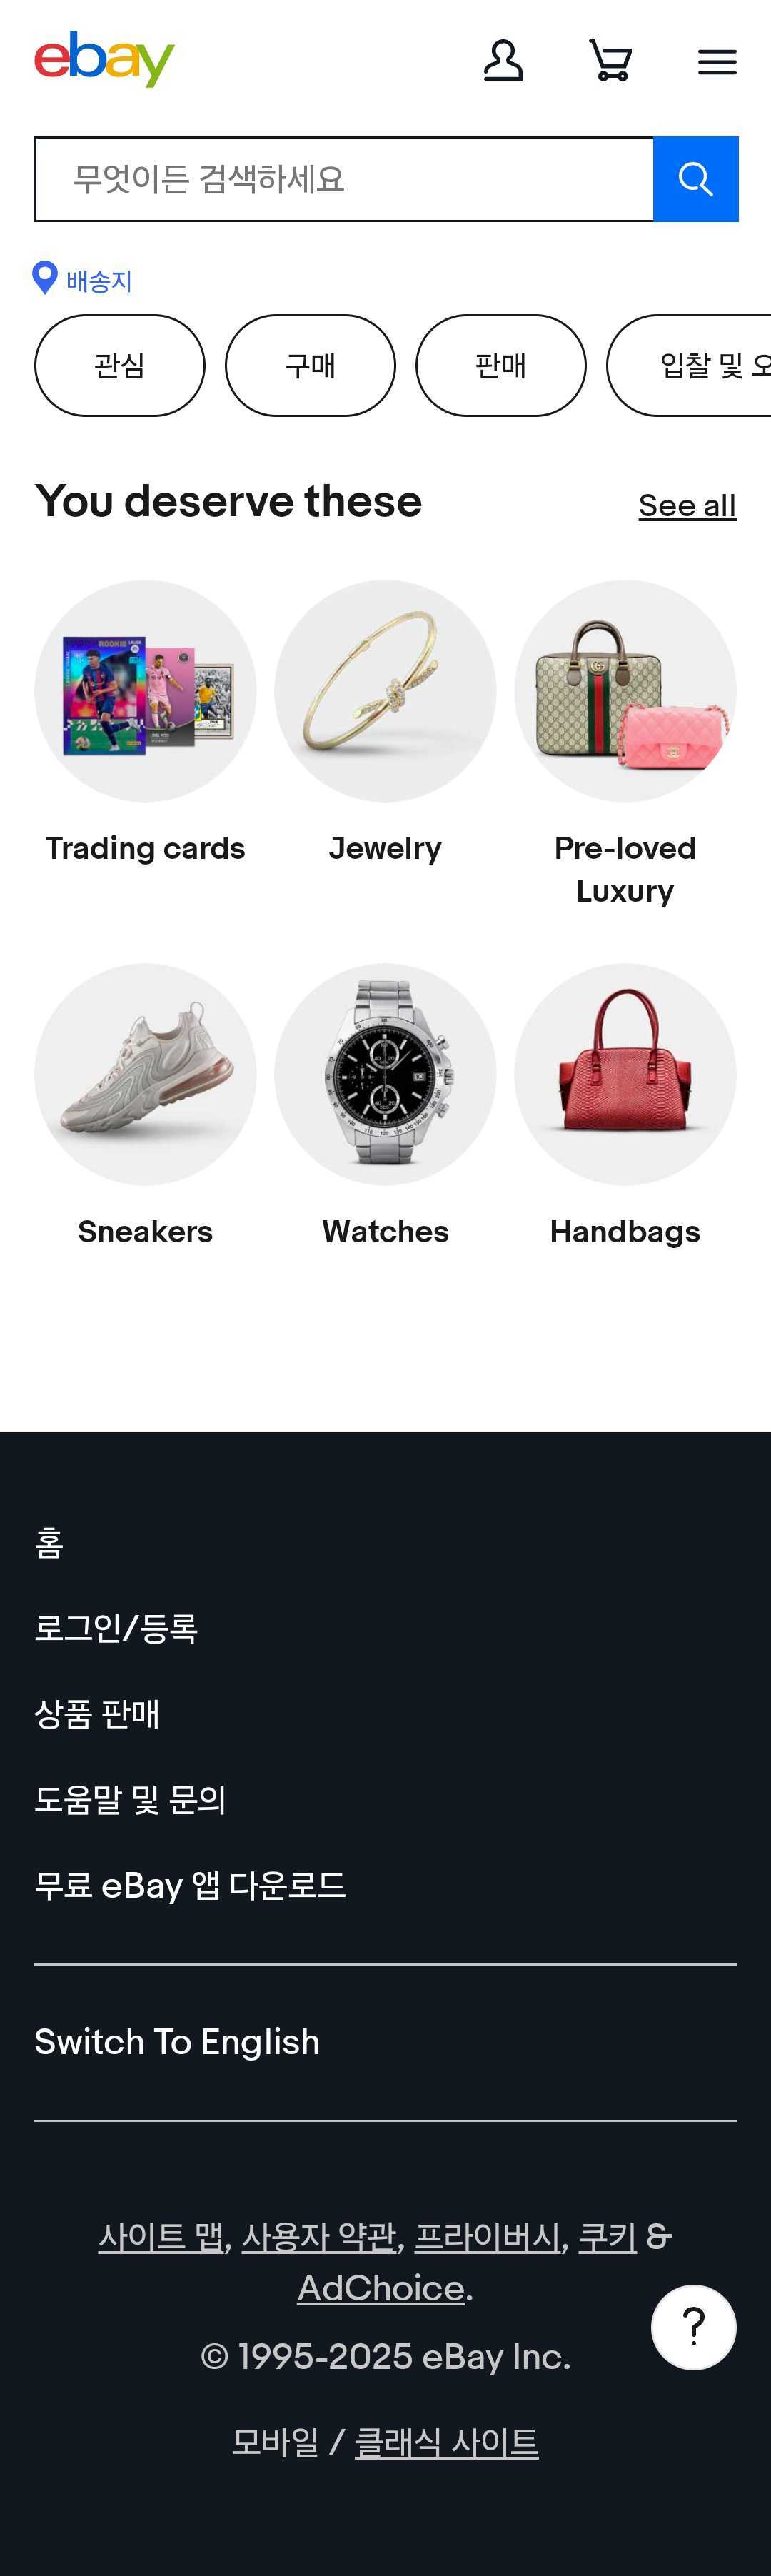 ebay
무엇이든 검색하세요
배송지
관심 구매 판매 입찰 및
You deserve these See all
ROOKIE
Trading cards Jewelry Pre-loved
Luxury
Sneakers Watches Handbags
홈
로그인/등록
상품 판매
도움말 및 문의
무료 eBay 앱 다운로드
Switch To English
사이트 맵, 사용자 약관, 프라이버시, 쿠키 &
AdChoice.
?
© 1995-2025 eBay Inc.
모바일 / 클래식 사이트